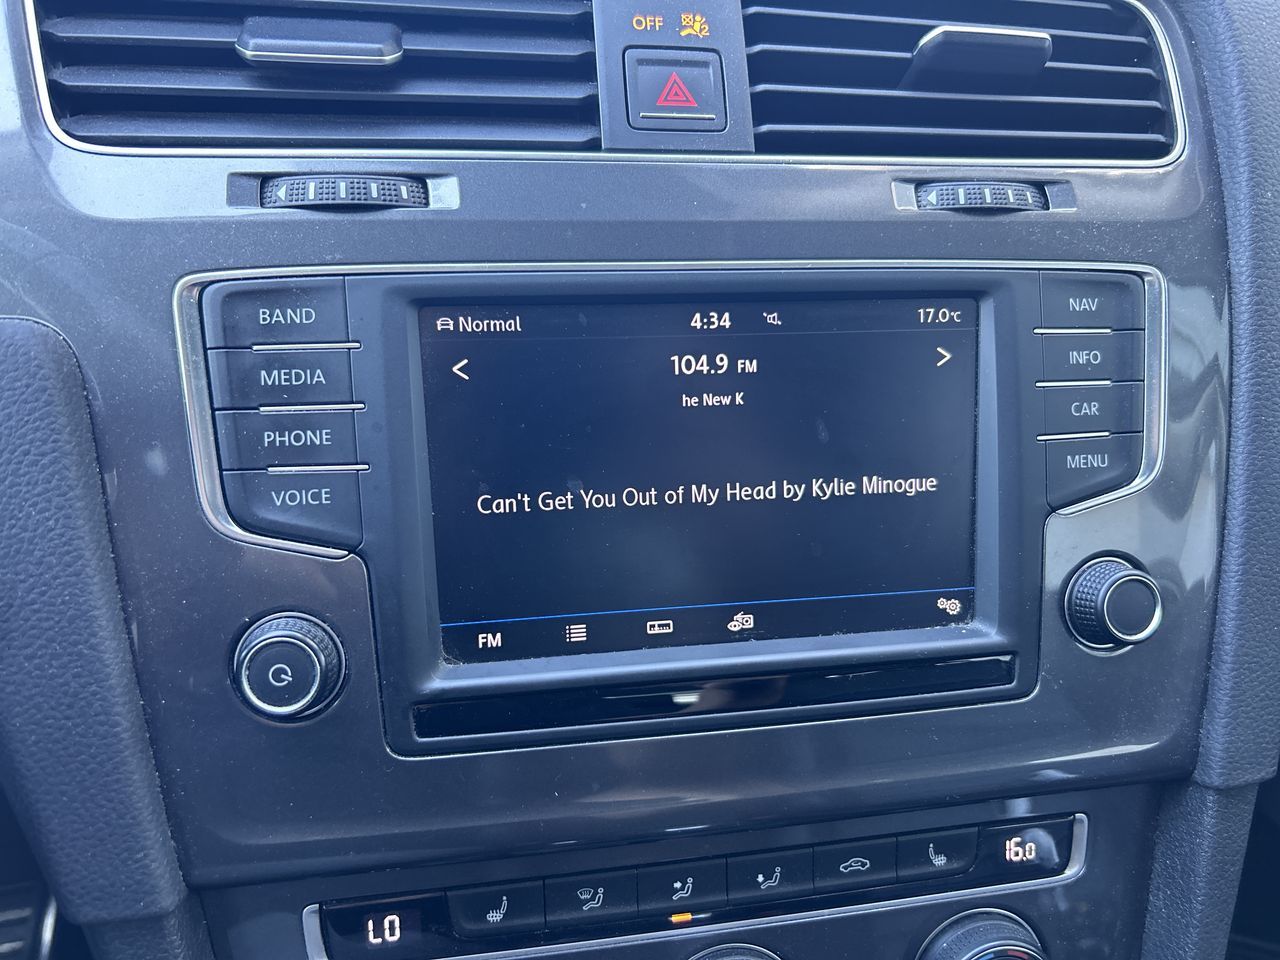 OFF
2
BAND
MEDIA
PHONE
VOICE
Normal
4:34
17.0°C
104.9 FM
he New K
Can't Get You Out of My Head by Kylie Minogue
FM
NAV
INFO
CAR
MENU
LO
16.0